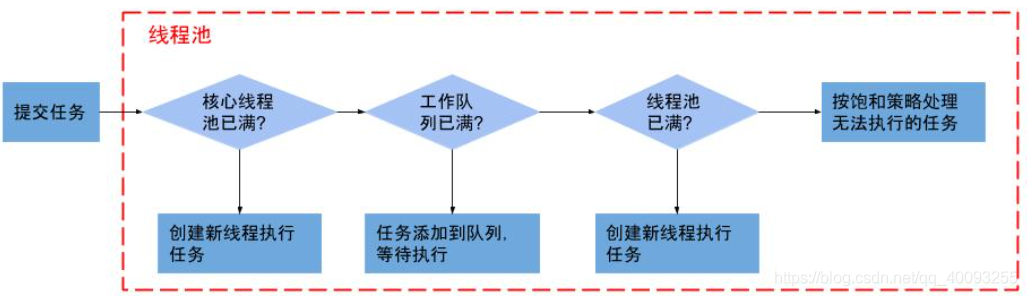 线程池
提交任务
核心线程
池已满?
工作队
列已满?
线程池
已满?
按饱和策略处理
无法执行的任务
创建新线程执行
任务
任务添加到队列,
等待执行
创建新线程执行
任务
https://blog.csdn.net/qq_40093255